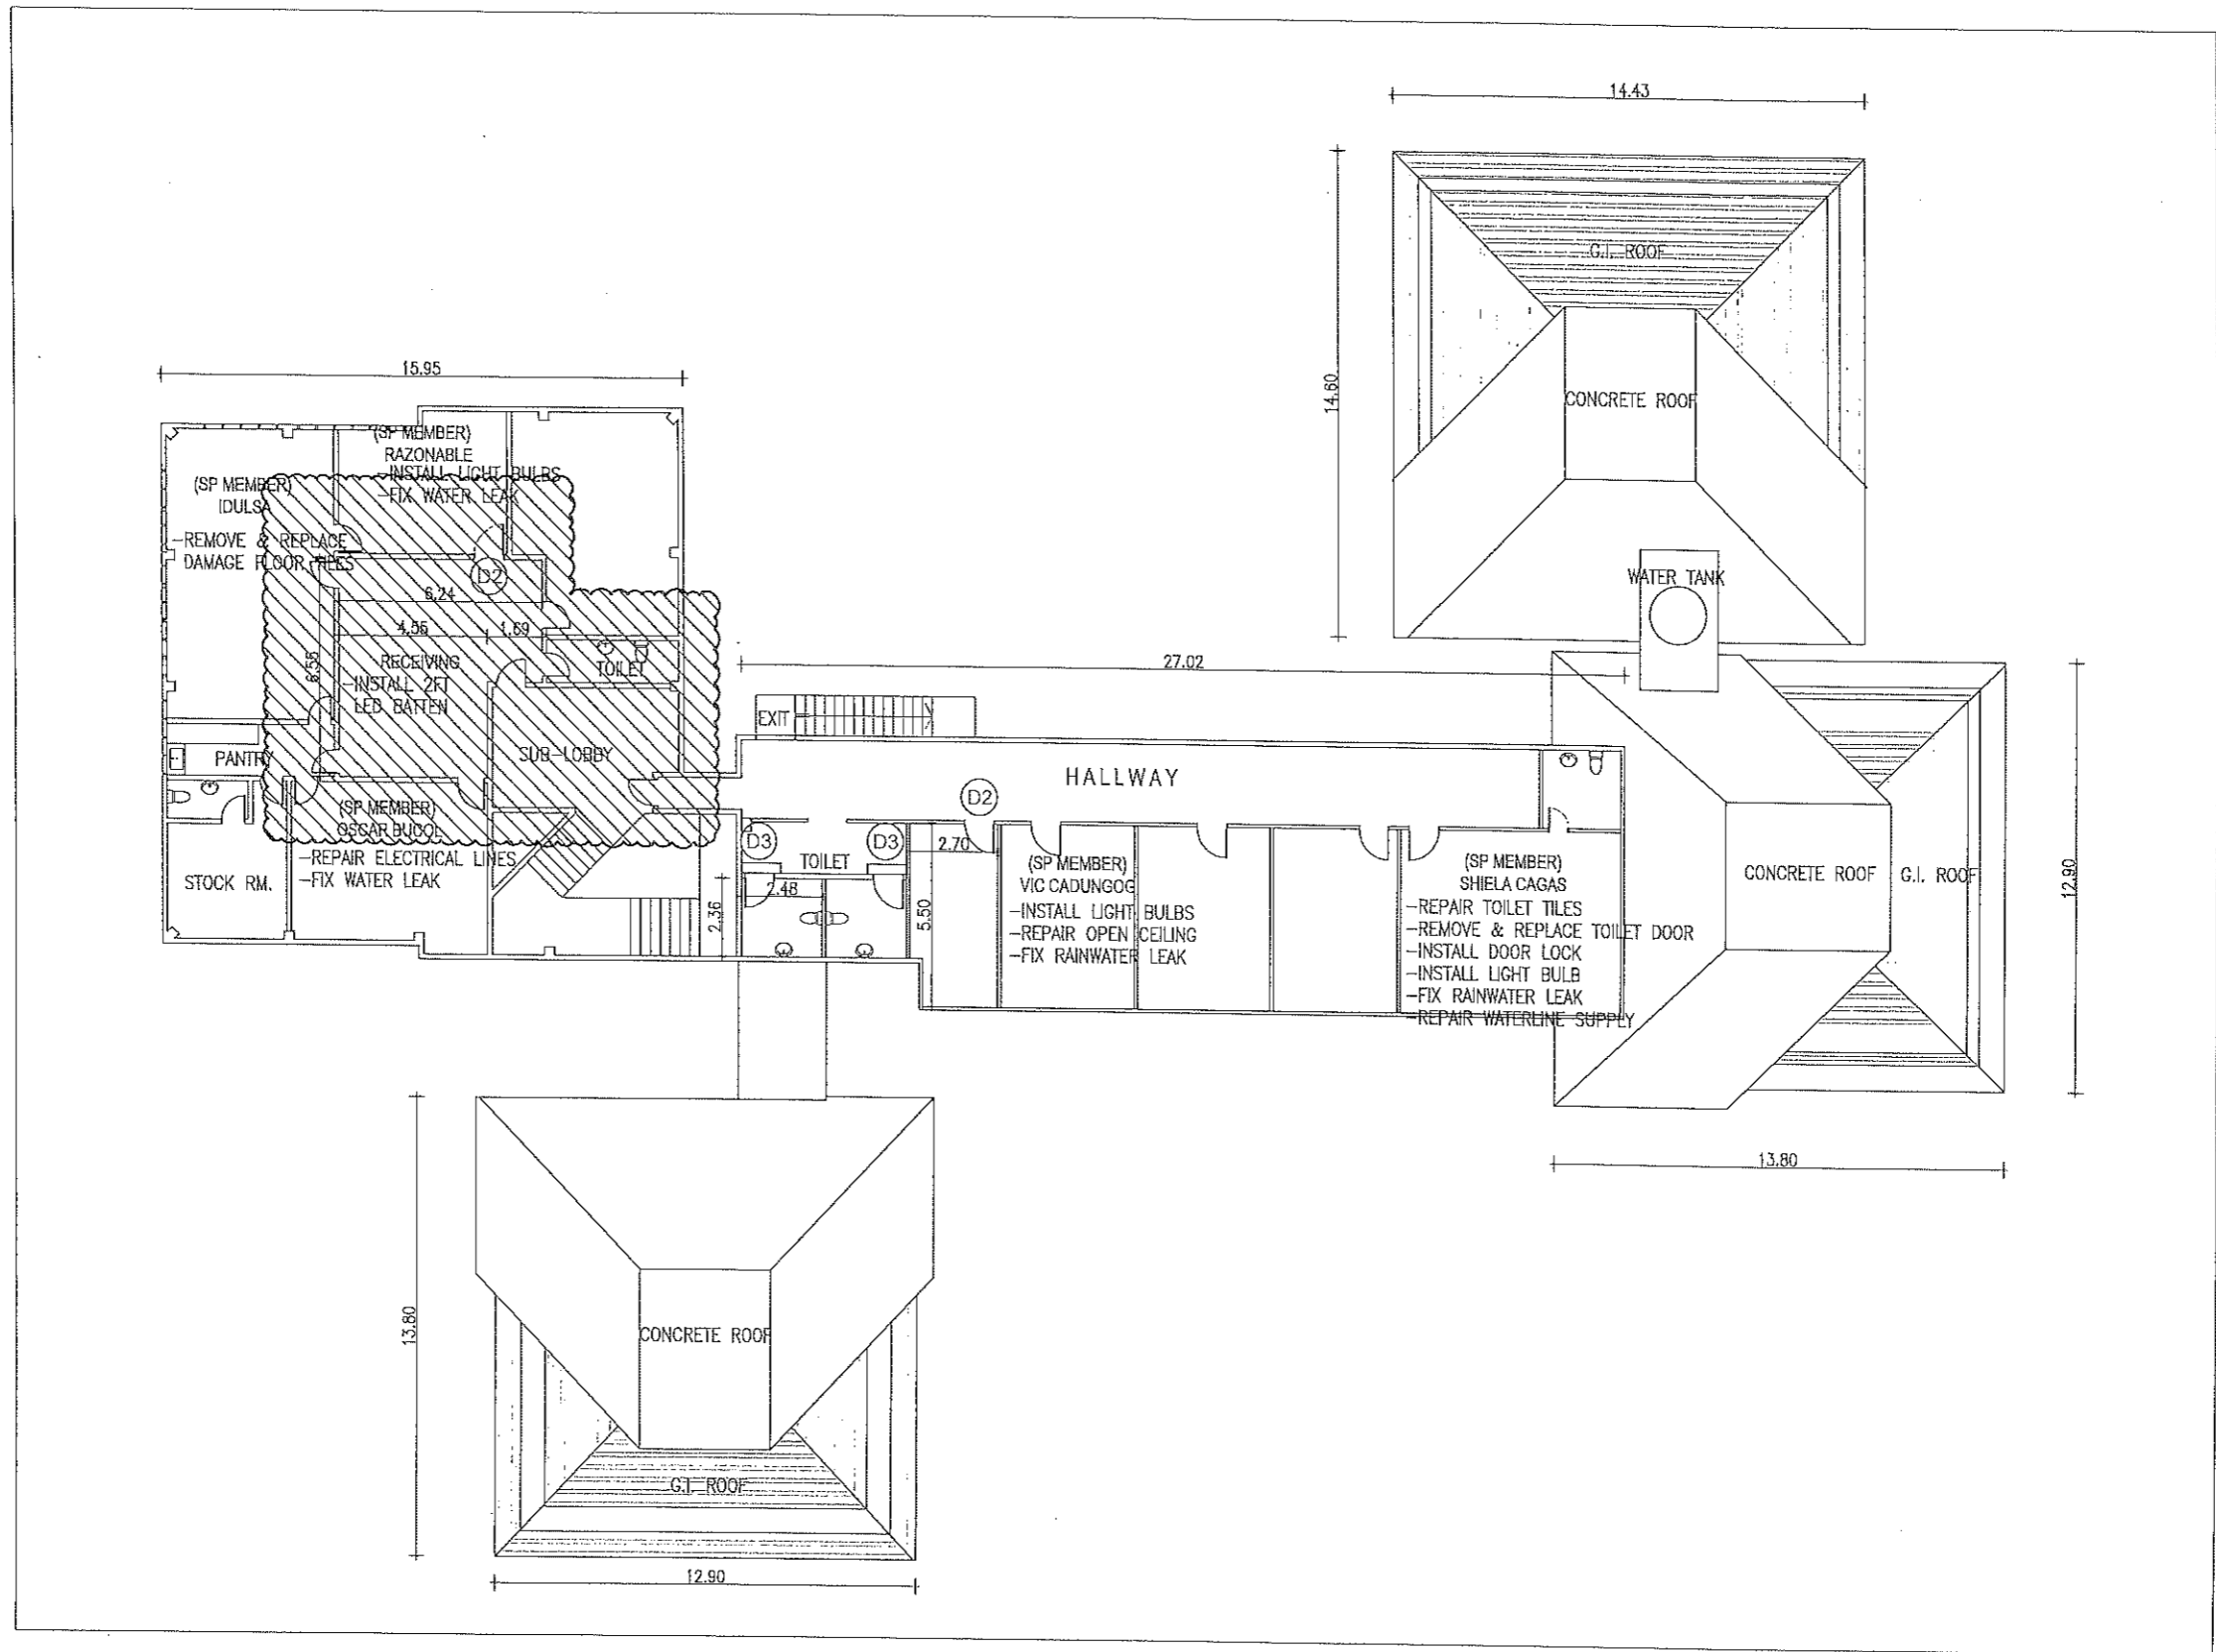 14.43
14.60
G.I. ROOF
CONCRETE ROOF
WATER TANK
15.95
(SP MEMBER)
RAZONABLE
-INSTALL LIGHT BULBS
-FIX WATER LEAK
(SP MEMBER)
IDULSA
-REMOVE & REPLACE
DAMAGE FLOOR TILES
D2
6.24
4.55
1.69
6.55
RECEIVING
-INSTALL 2FT
LED BATTEN
TOILET
SUB-LOBBY
PANTRY
(SP MEMBER)
OSCAR BUCOL
-REPAIR ELECTRICAL LINES
-FIX WATER LEAK
STOCK RM.
27.02
EXIT
HALLWAY
D2
D3
D3
TOILET
2.48
2.36
2.70
5.50
(SP MEMBER)
VIC CADUNGOG
-INSTALL LIGHT BULBS
-REPAIR OPEN CEILING
-FIX RAINWATER LEAK
(SP MEMBER)
SHIELA CAGAS
-REPAIR TOILET TILES
-REMOVE & REPLACE TOILET DOOR
-INSTALL DOOR LOCK
-INSTALL LIGHT BULB
-FIX RAINWATER LEAK
-REPAIR WATERLINE SUPPLY
CONCRETE ROOF
G.I. ROOF
12.90
13.80
13.80
CONCRETE ROOF
G.I. ROOF
12.90